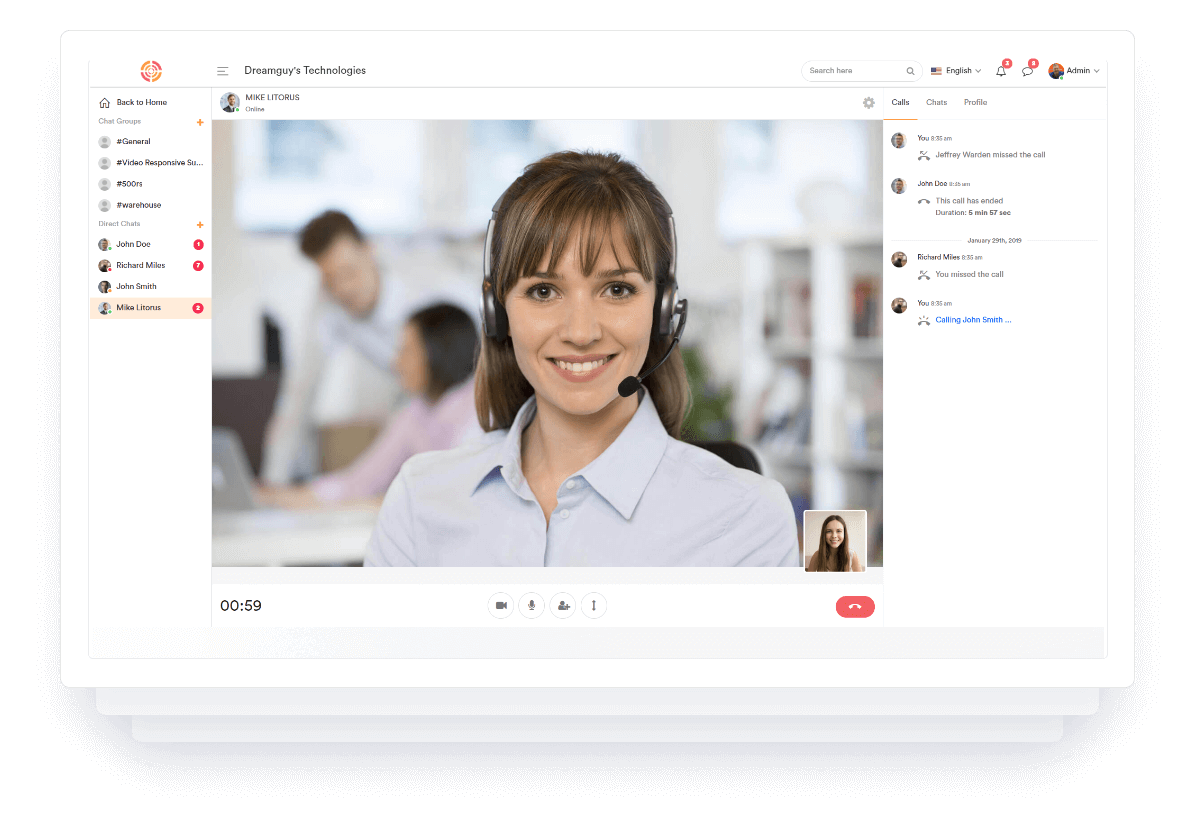 Dreamguy's Technologies
Search here
English
3
8
Admin
Back to Home
Chat Groups
#General
#Video Responsive Su...
#500rs
#warehouse
Direct Chats
John Doe
1
Richard Miles
7
John Smith
Mike Litorus
2
MIKE LITORUS
Online
00:59
Calls
Chats
Profile
You 8:35 am
Jeffrey Warden missed the call
John Doe 8:35 am
This call has ended
Duration: 5 min 57 sec
January 29th, 2019
Richard Miles 8:35 am
You missed the call
You 8:35 am
Calling John Smith ...